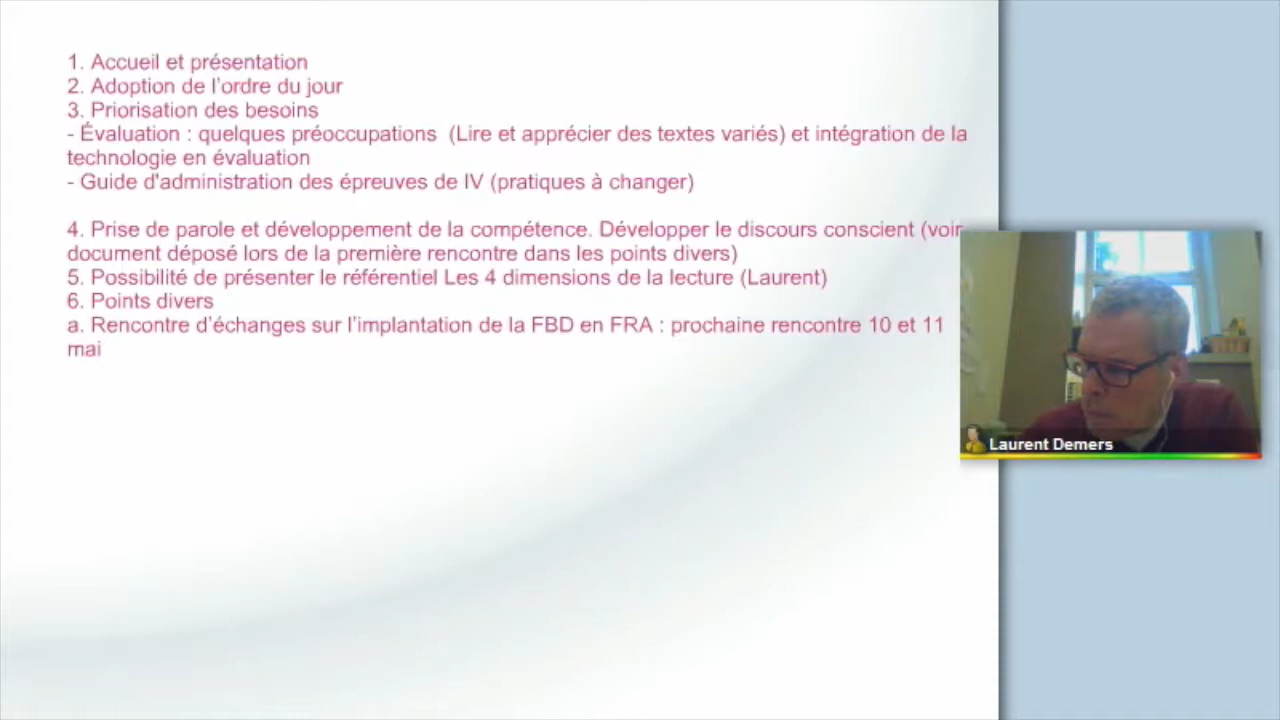 1. Accueil et présentation
2. Adoption de l’ordre du jour
3. Priorisation des besoins
- Évaluation : quelques préoccupations  (Lire et apprécier des textes variés) et intégration de la
technologie en évaluation
- Guide d'administration des épreuves de IV (pratiques à changer)
4. Prise de parole et développement de la compétence. Développer le discours conscient (voir
document déposé lors de la première rencontre dans les points divers)
5. Possibilité de présenter le référentiel Les 4 dimensions de la lecture (Laurent)
6. Points divers
a. Rencontre d’échanges sur l’implantation de la FBD en FRA : prochaine rencontre 10 et 11
mai
Laurent Demers